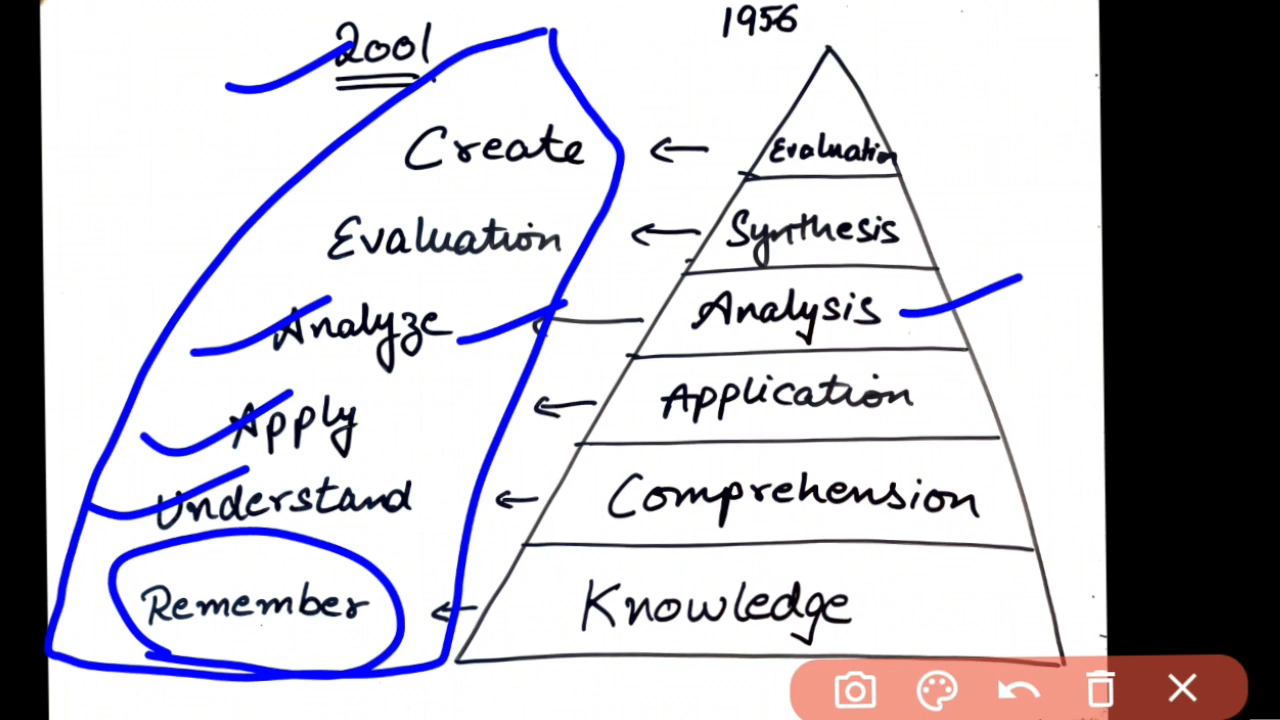 2001
1956
Create ← Evaluation
Evaluation ← Synthesis
Analyze ← Analysis
Apply ← Application
Understand ← Comprehension
Remember ← Knowledge